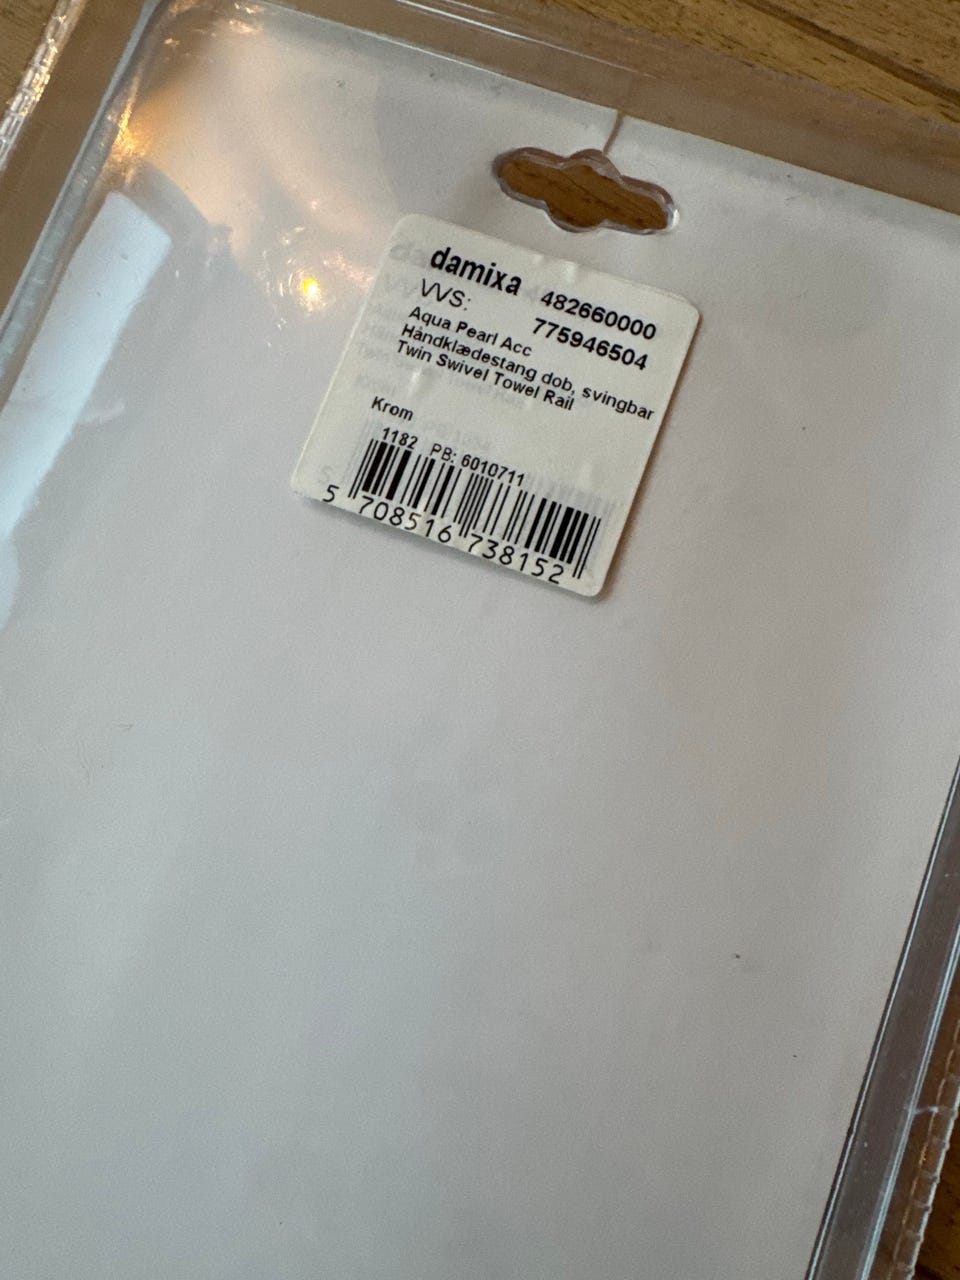 damixa 482660000
VVS: 775946504
Aqua Pearl Acc
Håndklædestang dob, svingbar
Twin Swivel Towel Rail
Krom
1182 PB: 6010711
5 708516 738152